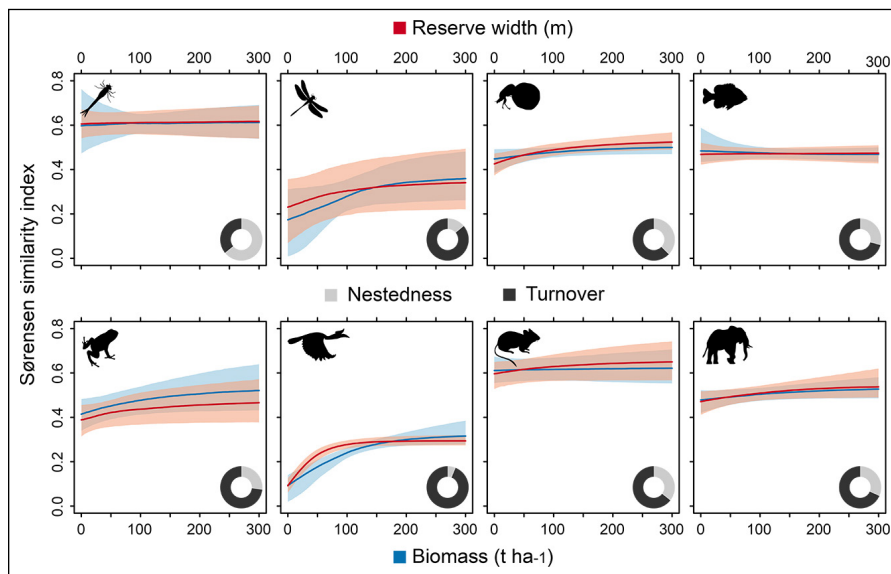 Reserve width (m)
0 100 200 300 0 100 200 300 0 100 200 300 0 100 200 300
Sørensen similarity index
0.8
0.6
0.4
0.2
0.0
Nestedness Turnover
0.8
0.6
0.4
0.2
0.0
0 100 200 300 0 100 200 300 0 100 200 300 0 100 200 300
Biomass (t ha-1)